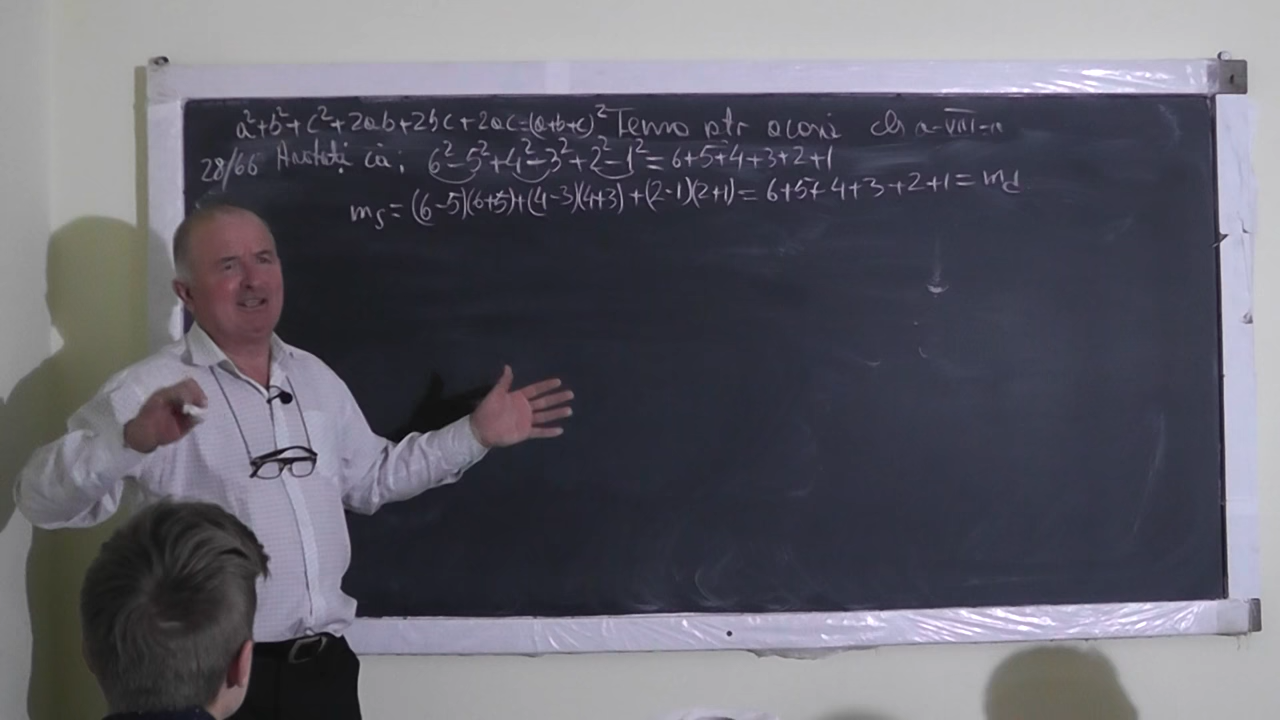 a²+b²+c²+2ab+2bc+2ac=(a+b+c)² Tema ptr acasă cls a-VIII-a
28/66 Arătați că: 6²-5²+4²-3²+2²-1²=6+5+4+3+2+1
mₛ=(6-5)(6+5)+(4-3)(4+3)+(2-1)(2+1)=6+5+4+3+2+1=m_d